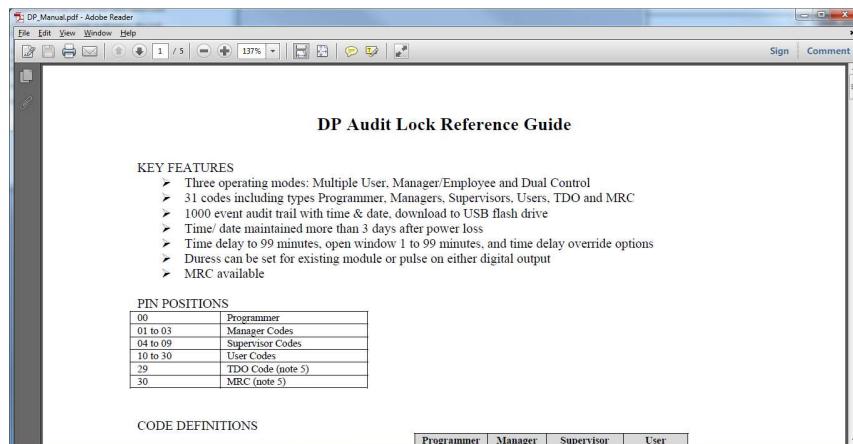 DP_Manual.pdf - Adobe Reader
File Edit View Window Help
1 / 5 137% Sign Comment
DP Audit Lock Reference Guide
KEY FEATURES
➤ Three operating modes: Multiple User, Manager/Employee and Dual Control
➤ 31 codes including types Programmer, Managers, Supervisors, Users, TDO and MRC
➤ 1000 event audit trail with time & date, download to USB flash drive
➤ Time/ date maintained more than 3 days after power loss
➤ Time delay to 99 minutes, open window 1 to 99 minutes, and time delay override options
➤ Duress can be set for existing module or pulse on either digital output
➤ MRC available
PIN POSITIONS
00 Programmer
01 to 03 Manager Codes
04 to 09 Supervisor Codes
10 to 30 User Codes
29 TDO Code (note 5)
30 MRC (note 5)
CODE DEFINITIONS
Programmer Manager Supervisor User